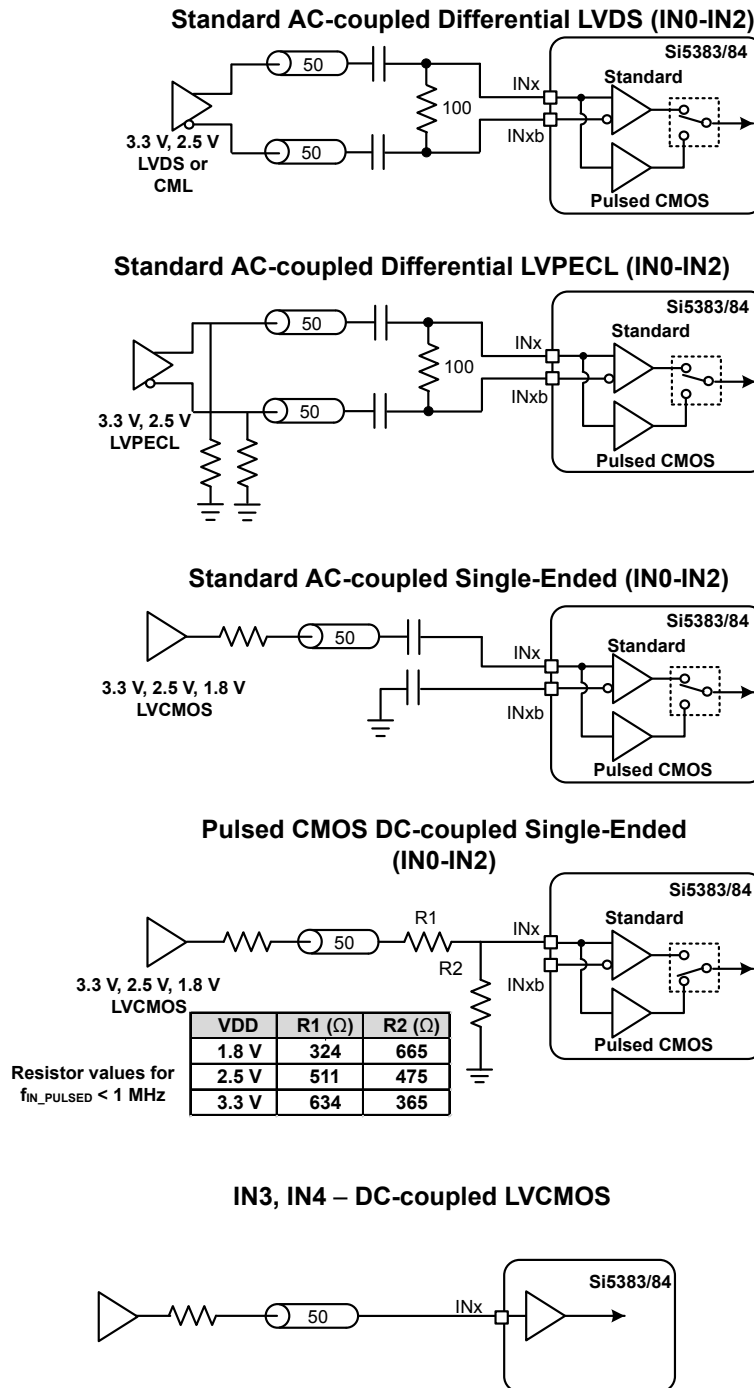 Standard AC-coupled Differential LVDS (IN0-IN2)
Si5383/84
Standard
50
INx
100
INxb
50
3.3 V, 2.5 V
LVDS or
CML
Pulsed CMOS
Standard AC-coupled Differential LVPECL (IN0-IN2)
Si5383/84
Standard
50
INx
100
INxb
50
3.3 V, 2.5 V
LVPECL
Pulsed CMOS
Standard AC-coupled Single-Ended (IN0-IN2)
Si5383/84
Standard
50
INx
3.3 V, 2.5 V, 1.8 V
LVCMOS
INxb
Pulsed CMOS
Pulsed CMOS DC-coupled Single-Ended
(IN0-IN2)
Si5383/84
Standard
R1
INx
50
R2
INxb
3.3 V, 2.5 V, 1.8 V
LVCMOS
Pulsed CMOS
VDD R1 (Ω) R2 (Ω)
1.8 V 324 665
2.5 V 511 475
3.3 V 634 365
Resistor values for
fIN_PULSED < 1 MHz
IN3, IN4 – DC-coupled LVCMOS
Si5383/84
INx
50